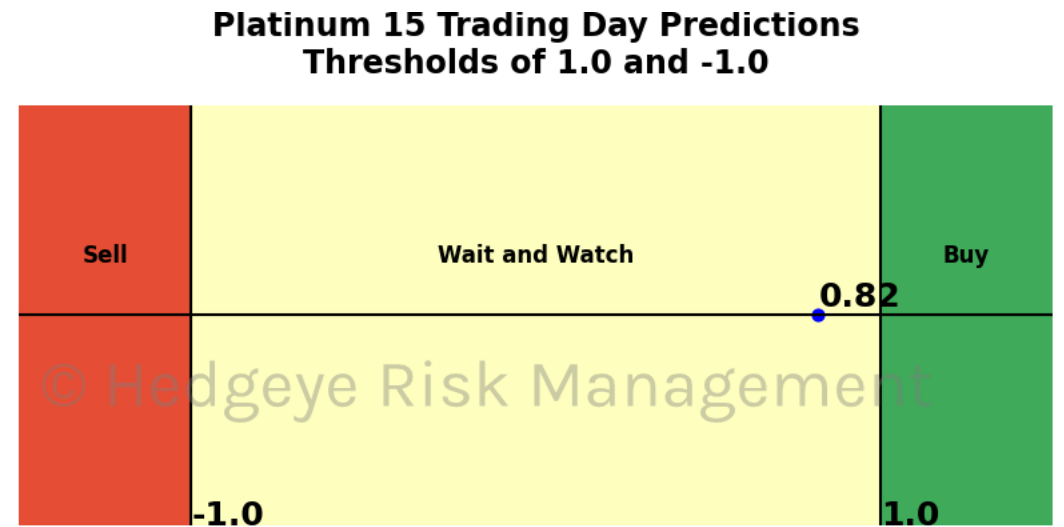 Platinum 15 Trading Day Predictions
Thresholds of 1.0 and -1.0
Sell
Wait and Watch
Buy
0.82
© Hedgeye Risk Management
-1.0
1.0